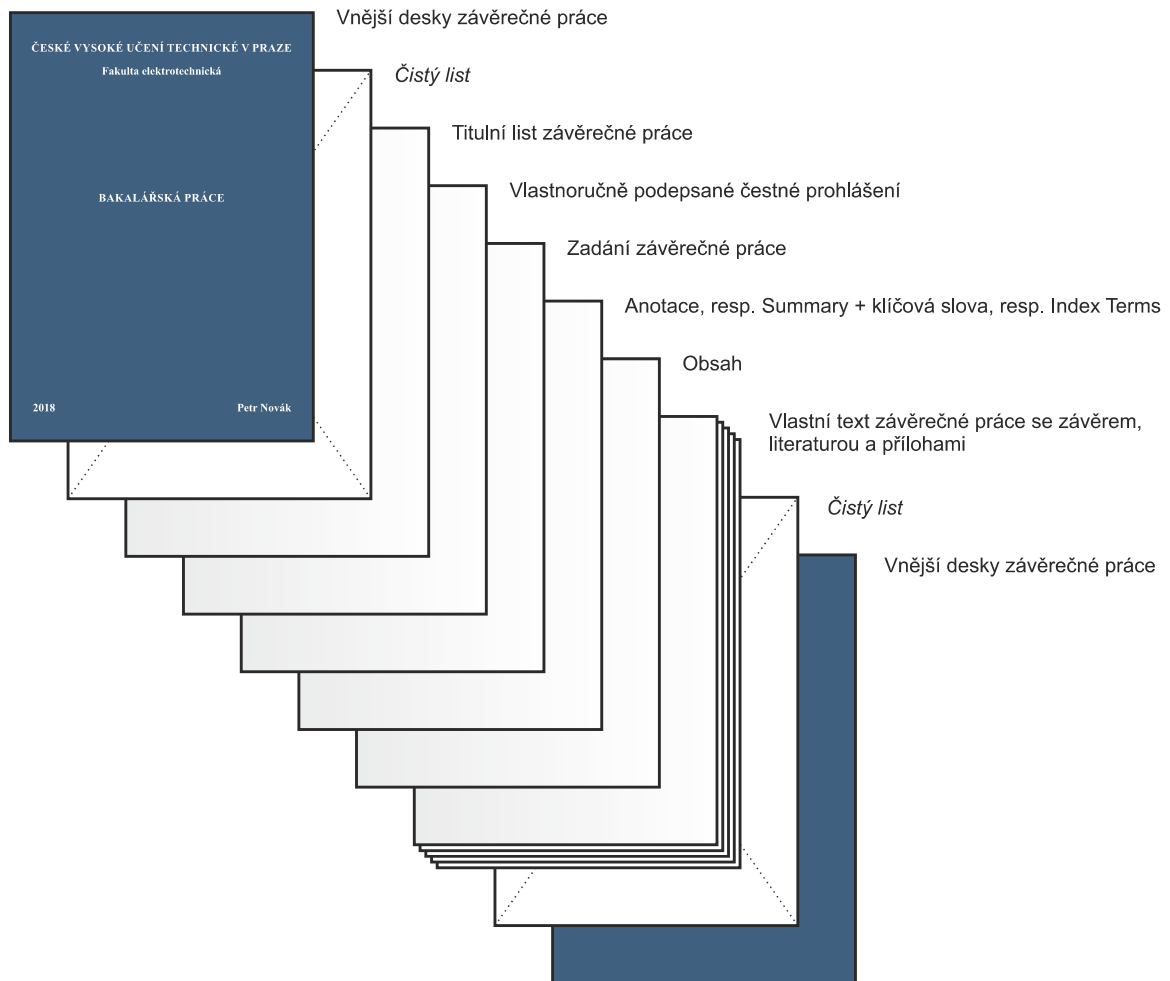 Vnější desky závěrečné práce
ČESKÉ VYSOKÉ UČENÍ TECHNICKÉ V PRAZE
Fakulta elektrotechnická
Čistý list
Titulní list závěrečné práce
Vlastnoručně podepsané čestné prohlášení
BAKALÁŘSKÁ PRÁCE
Zadání závěrečné práce
Anotace, resp. Summary + klíčová slova, resp. Index Terms
Obsah
2018 Petr Novák
Vlastní text závěrečné práce se závěrem,
literaturou a přílohami
Čistý list
Vnější desky závěrečné práce